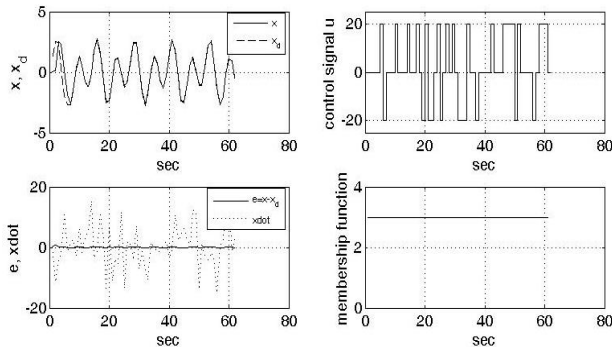 5
0
-5
x, x_d
x
x_d
0 20 40 60 80
sec
20
0
-20
control signal u
0 20 40 60 80
sec
20
0
-20
e, xdot
e=x-x_d
xdot
0 20 40 60 80
sec
4
2
0
membership function
0 20 40 60 80
sec